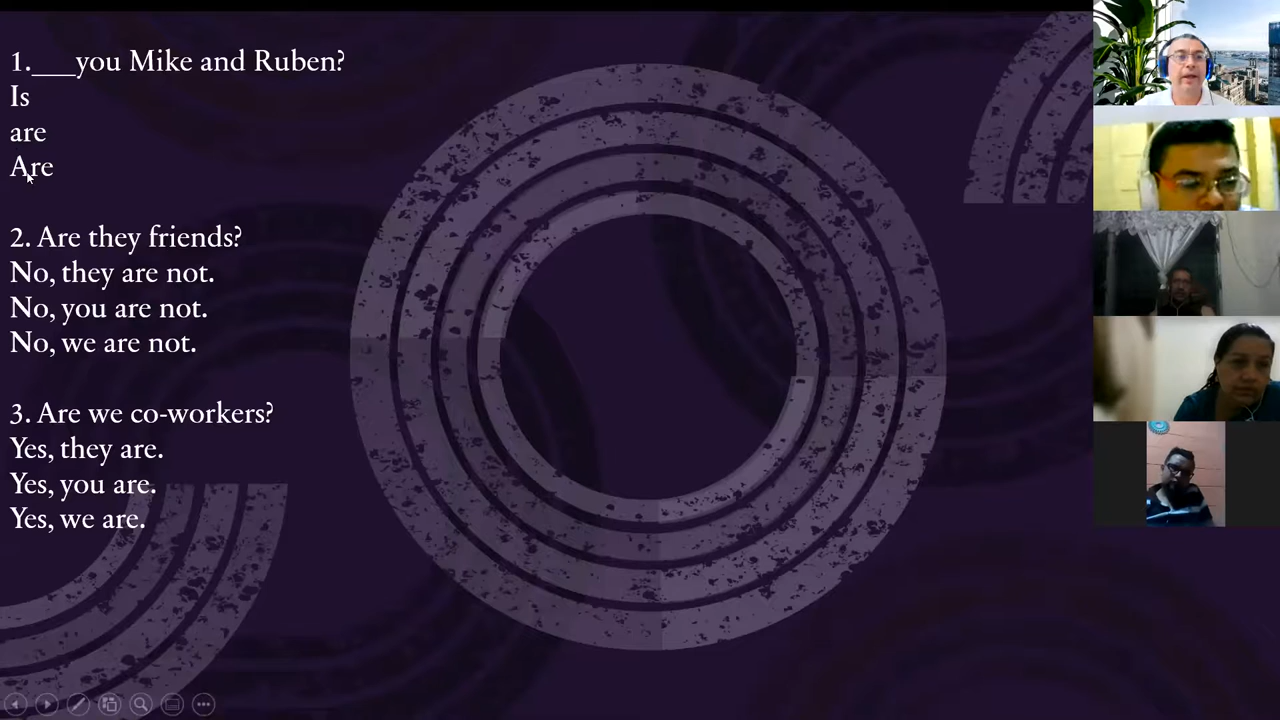 1.___you Mike and Ruben?
Is
are
Are
2. Are they friends?
No, they are not.
No, you are not.
No, we are not.
3. Are we co-workers?
Yes, they are.
Yes, you are.
Yes, we are.